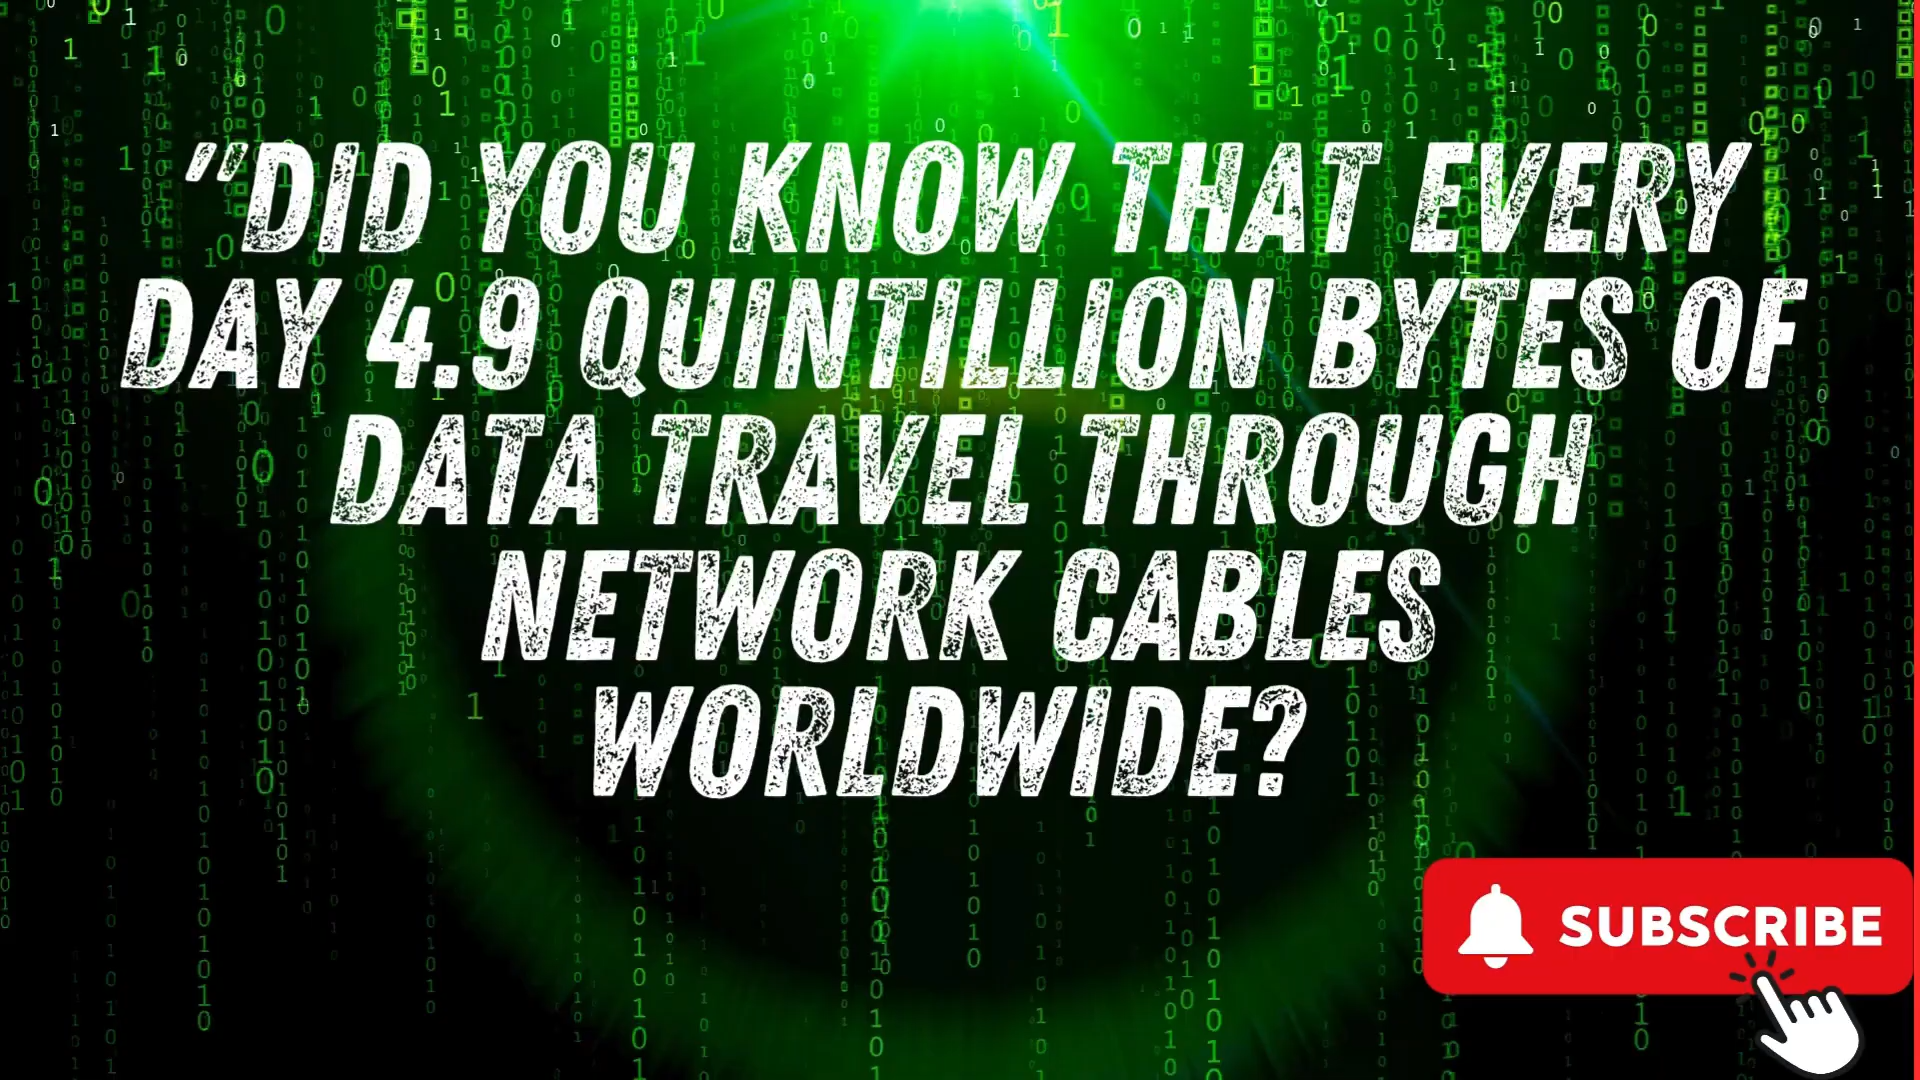 "DID YOU KNOW THAT EVERY
DAY 4.9 QUINTILLION BYTES OF
DATA TRAVEL THROUGH
NETWORK CABLES
WORLDWIDE?
SUBSCRIBE